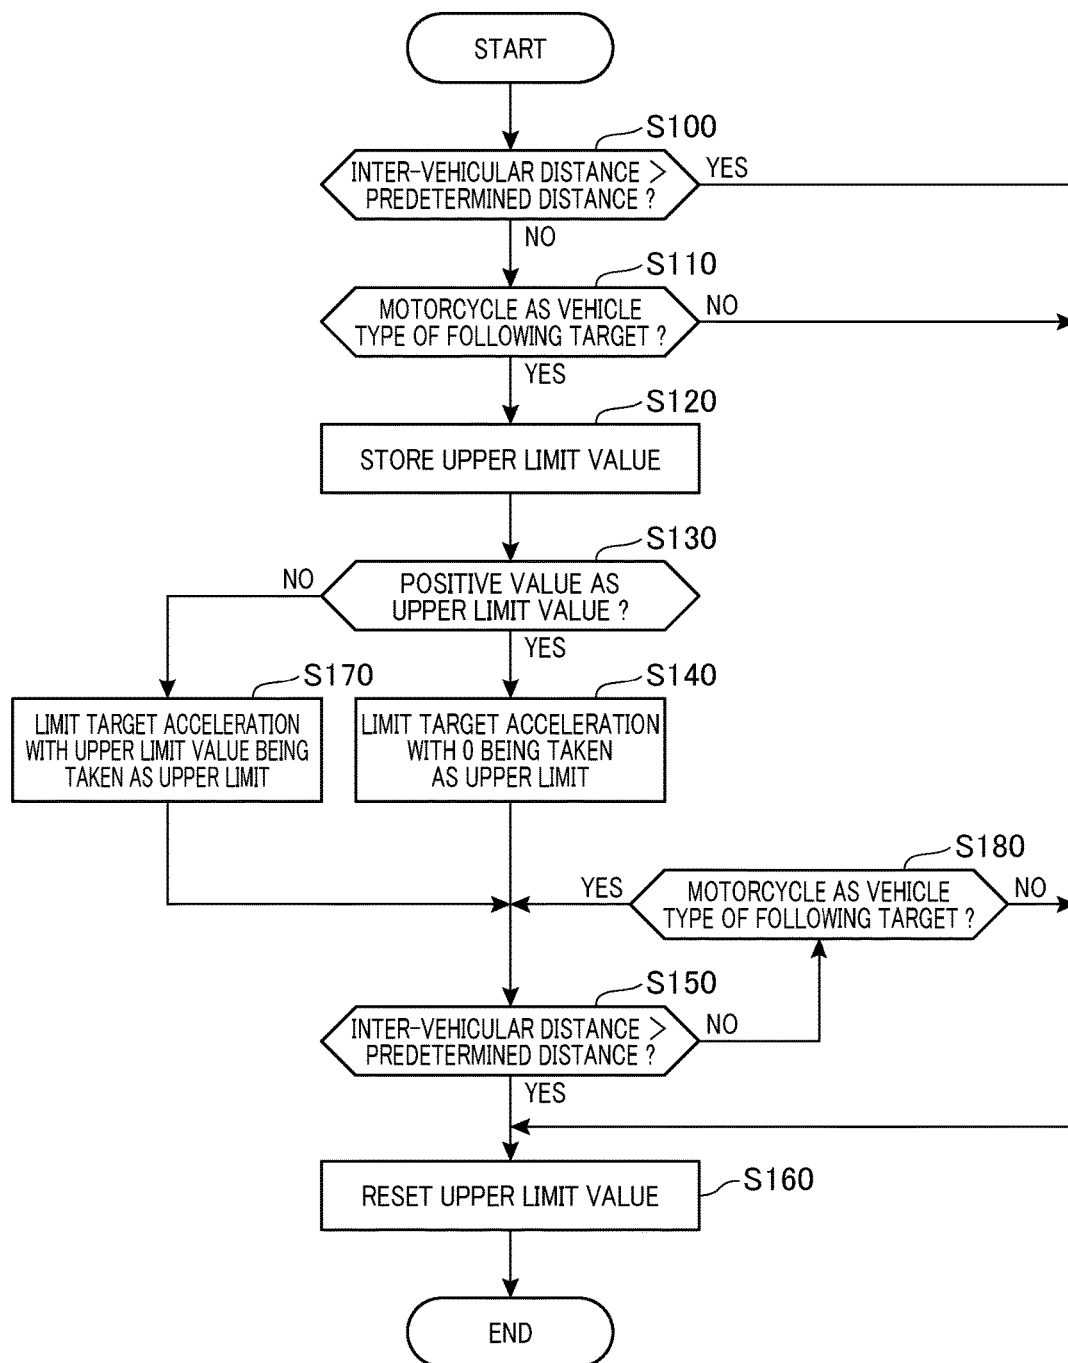 START
S100
INTER-VEHICULAR DISTANCE >
PREDETERMINED DISTANCE ?
YES
NO
S110
MOTORCYCLE AS VEHICLE
TYPE OF FOLLOWING TARGET ?
NO
YES
S120
STORE UPPER LIMIT VALUE
S130
POSITIVE VALUE AS
UPPER LIMIT VALUE ?
NO
YES
S170
LIMIT TARGET ACCELERATION
WITH UPPER LIMIT VALUE BEING
TAKEN AS UPPER LIMIT
S140
LIMIT TARGET ACCELERATION
WITH 0 BEING TAKEN
AS UPPER LIMIT
S180
YES
MOTORCYCLE AS VEHICLE
TYPE OF FOLLOWING TARGET ?
NO
S150
INTER-VEHICULAR DISTANCE >
PREDETERMINED DISTANCE ?
NO
YES
RESET UPPER LIMIT VALUE
S160
END